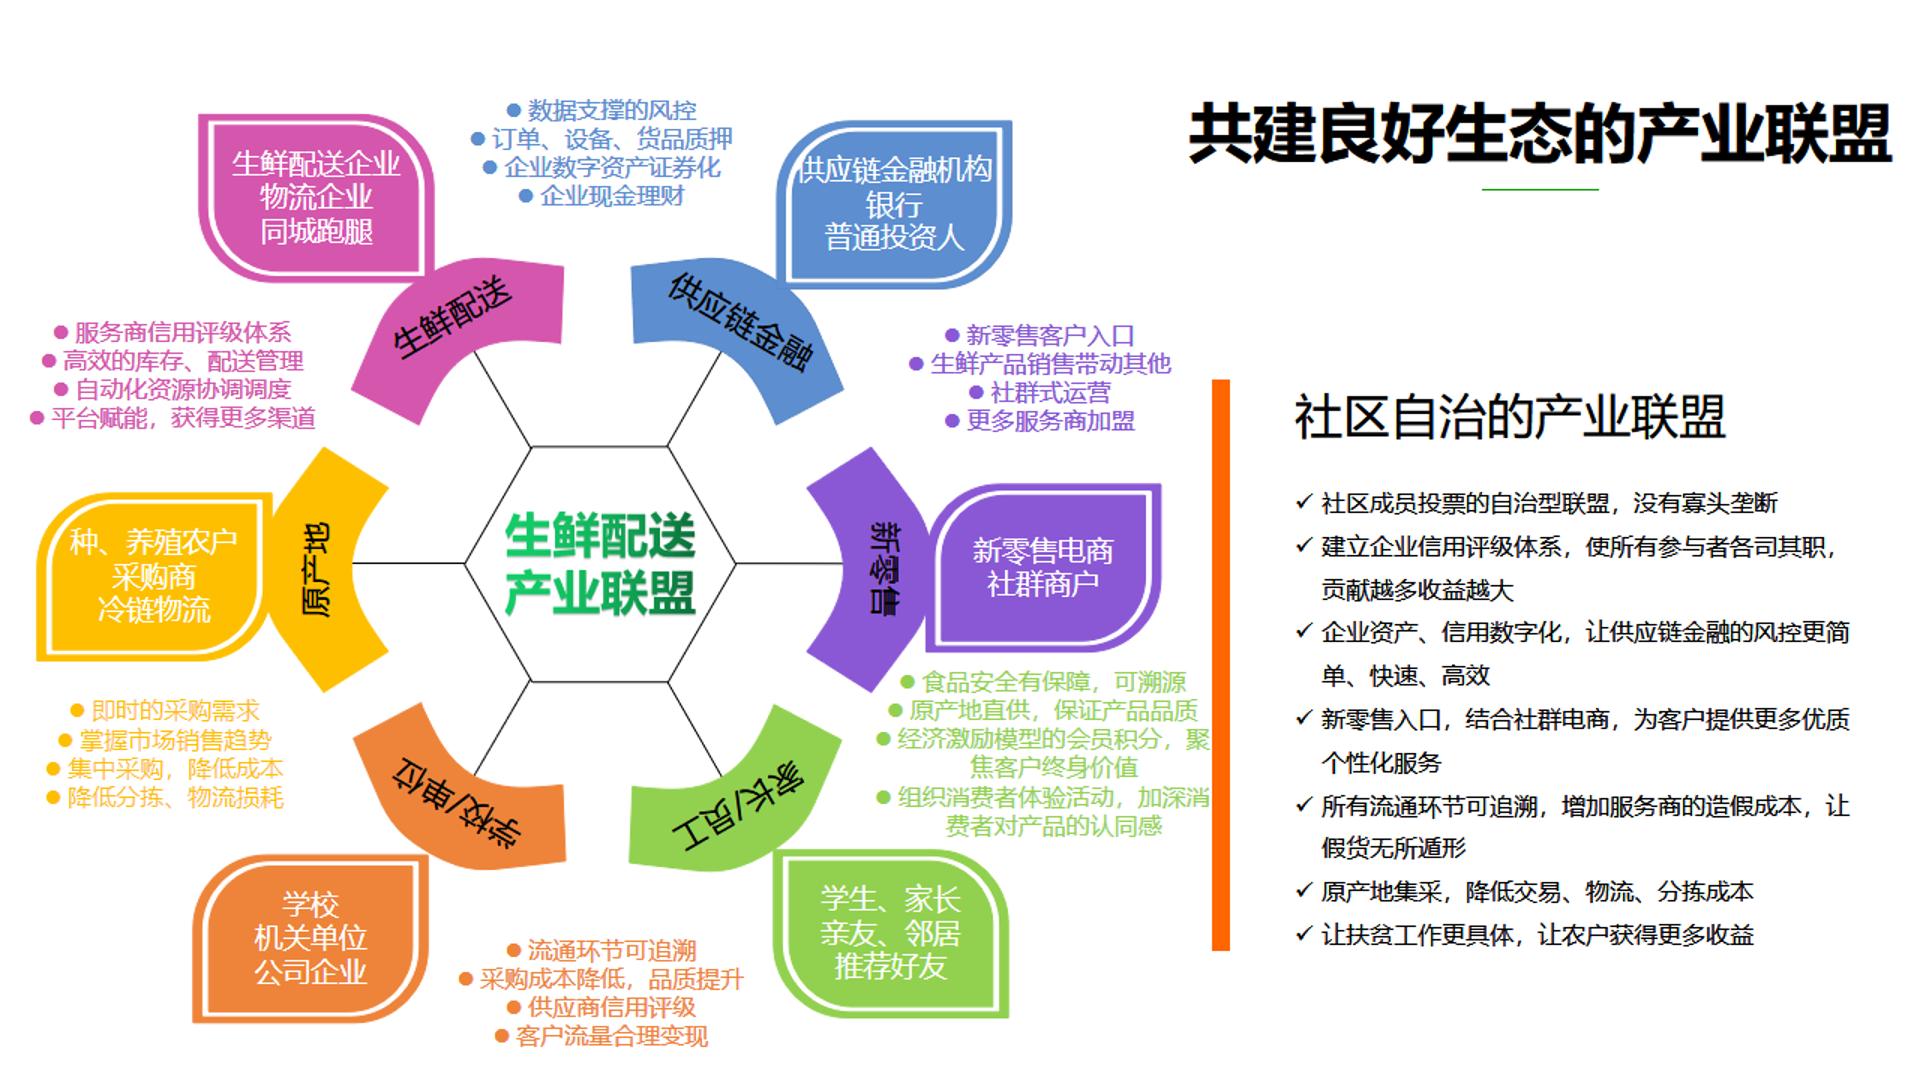 共建良好生态的产业联盟
生鲜配送企业
物流企业
同城跑腿
数据支撑的风控
订单、设备、货品质押
企业数字资产证券化
企业现金理财
供应链金融机构
银行
普通投资人
生鲜配送
供应链金融
服务商信用评级体系
高效的库存、配送管理
自动化资源协调调度
平台赋能，获得更多渠道
新零售客户入口
生鲜产品销售带动其他
社群式运营
更多服务商加盟
种、养殖农户
采购商
冷链物流
原产地
生鲜配送
产业联盟
新零售
新零售电商
社群商户
即时的采购需求
掌握市场销售趋势
集中采购，降低成本
降低分拣、物流损耗
食品安全有保障，可溯源
原产地直供，保证产品品质
经济激励模型的会员积分，聚
焦客户终身价值
组织消费者体验活动，加深消
费者对产品的认同感
学校/单位
家长/员工
学校
机关单位
公司企业
流通环节可追溯
采购成本降低，品质提升
供应商信用评级
客户流量合理变现
学生、家长
亲友、邻居
推荐好友
社区自治的产业联盟
社区成员投票的自治型联盟，没有寡头垄断
建立企业信用评级体系，使所有参与者各司其职，
贡献越多收益越大
企业资产、信用数字化，让供应链金融的风控更简
单、快速、高效
新零售入口，结合社群电商，为客户提供更多优质
个性化服务
所有流通环节可追溯，增加服务商的造假成本，让
假货无所遁形
原产地集采，降低交易、物流、分拣成本
让扶贫工作更具体，让农户获得更多收益